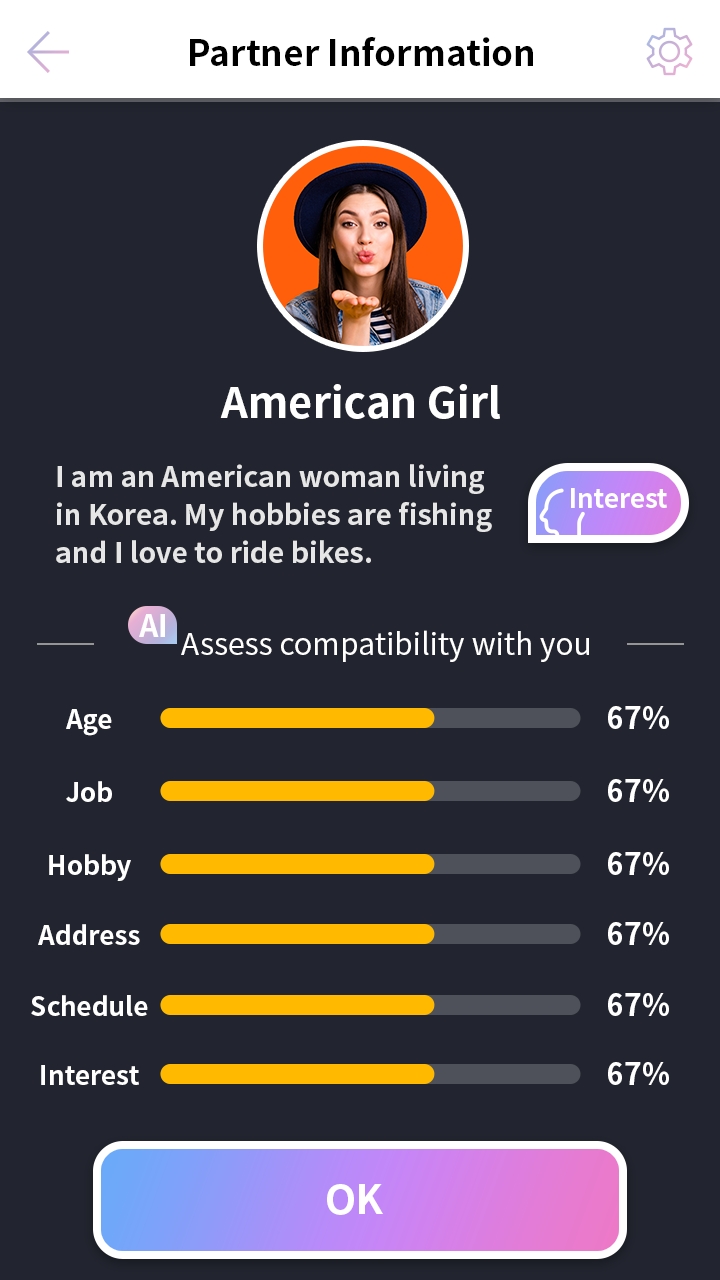 Partner Information
American Girl
I am an American woman living
in Korea. My hobbies are fishing
and I love to ride bikes.
Interest
AI Assess compatibility with you
Age 67%
Job 67%
Hobby 67%
Address 67%
Schedule 67%
Interest 67%
OK